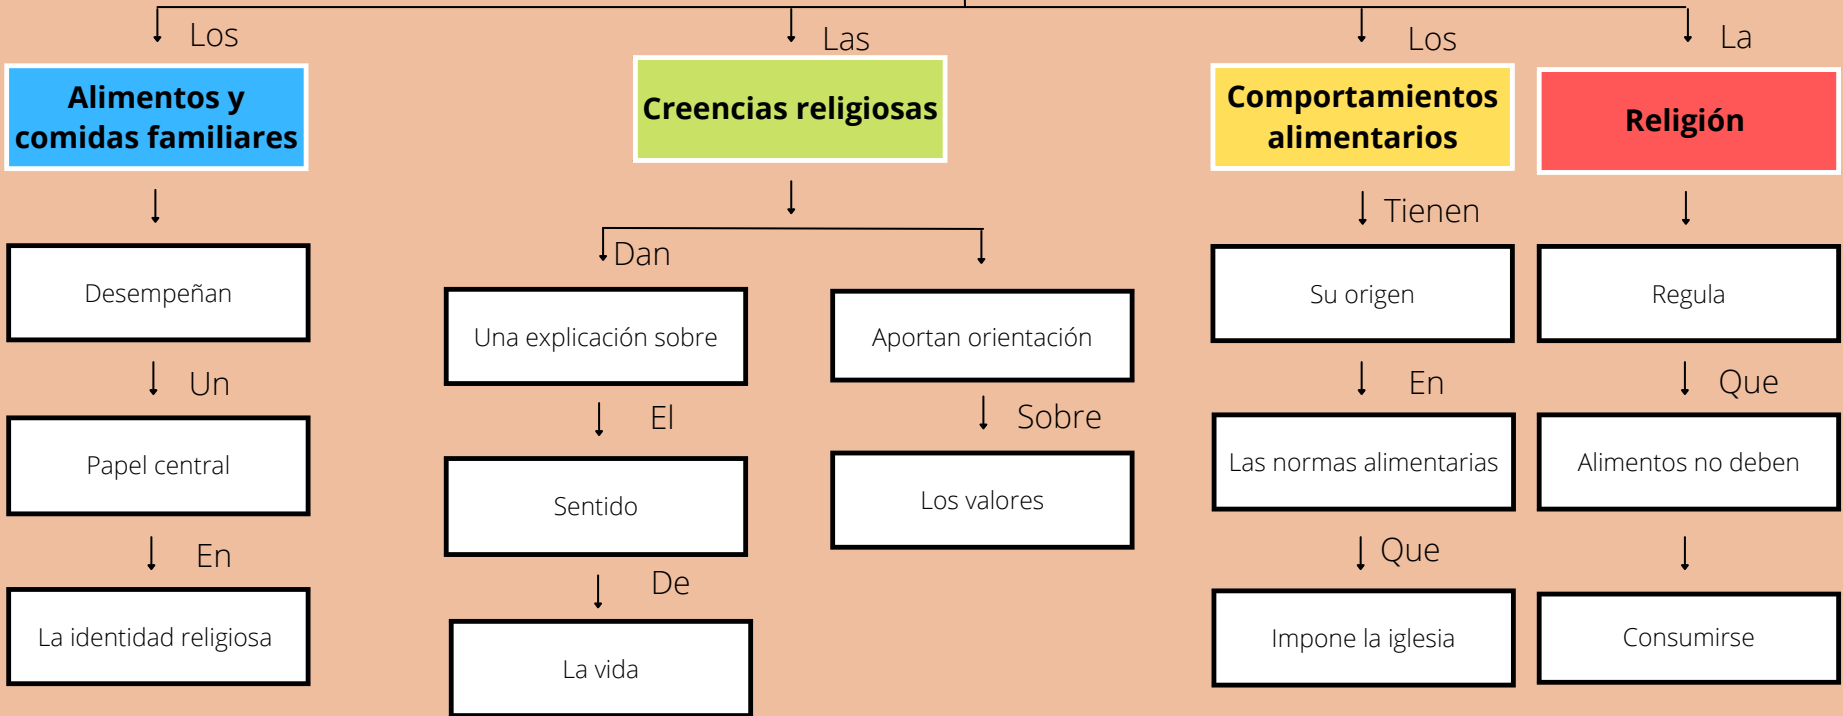 Los
Alimentos y
comidas familiares
Desempeñan
Un
Papel central
En
La identidad religiosa
Las
Creencias religiosas
Dan
Una explicación sobre
El
Sentido
De
La vida
Aportan orientación
Sobre
Los valores
Los
Comportamientos
alimentarios
Tienen
Su origen
En
Las normas alimentarias
Que
Impone la iglesia
La
Religión
Regula
Que
Alimentos no deben
Consumirse